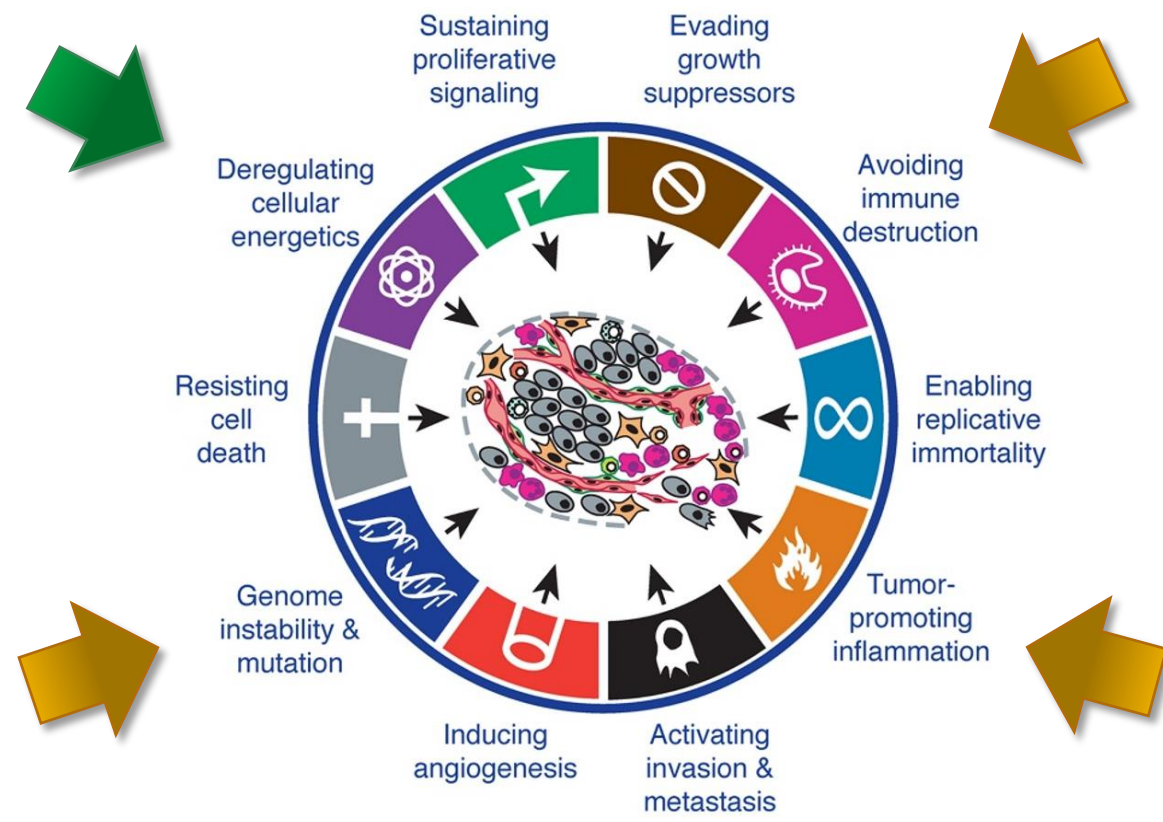 Sustaining
proliferative
signaling
Evading
growth
suppressors
Avoiding
immune
destruction
Enabling
replicative
immortality
Tumor-
promoting
inflammation
Activating
invasion &
metastasis
Inducing
angiogenesis
Genome
instability &
mutation
Resisting
cell
death
Deregulating
cellular
energetics